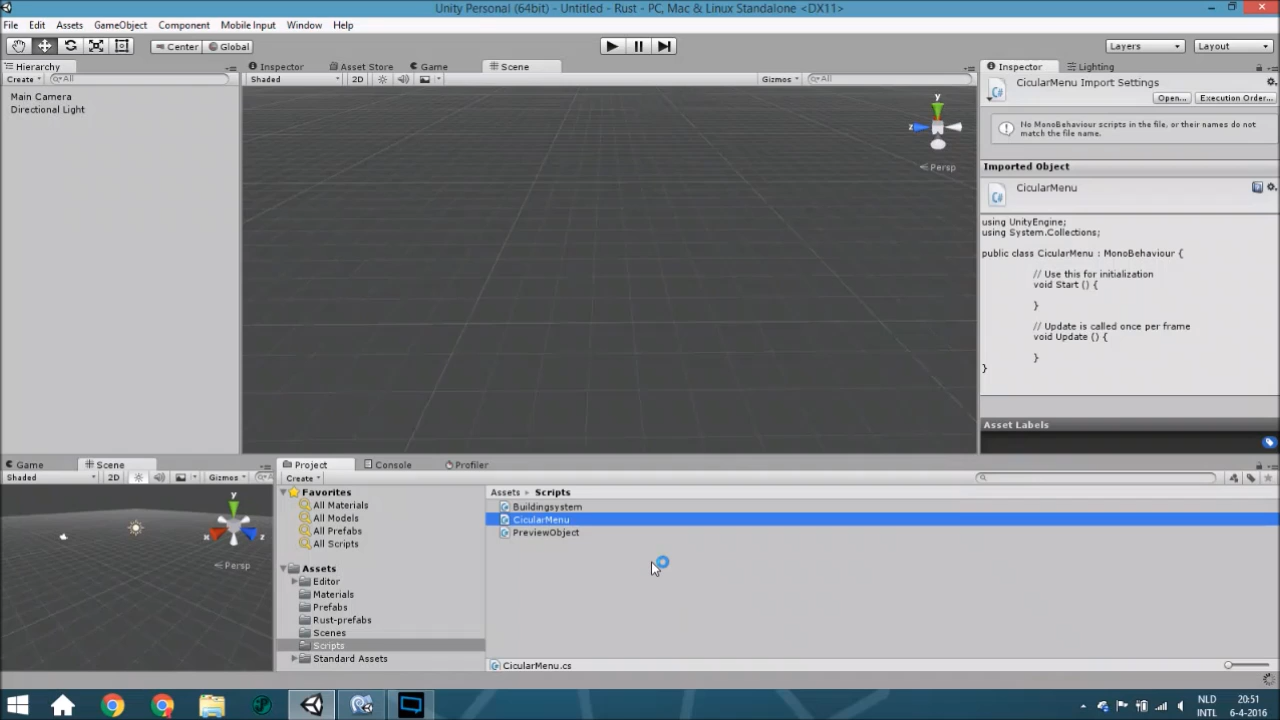 Unity Personal (64bit) - Untitled - Rust - PC, Mac & Linux Standalone <DX11>
File Edit Assets GameObject Component Mobile Input Window Help
Center Global Layers Layout
Hierarchy Inspector Asset Store Game Scene Inspector Lighting
Create All Shaded 2D Gizmos All
CicularMenu Import Settings
Open... Execution Order...
Main Camera
Directional Light
No MonoBehaviour scripts in the file, or their names do not
match the file name.
Imported Object
CicularMenu
y
z
Persp
using UnityEngine;
using System.Collections;
public class CicularMenu : MonoBehaviour {
// Use this for initialization
void Start () {
}
// Update is called once per frame
void Update () {
}
}
Asset Labels
Game Scene Project Console Profiler
Shaded 2D Gizmos Create
Favorites
All Materials
All Models
All Prefabs
All Scripts
Assets
Editor
Materials
Prefabs
Rust-prefabs
Scenes
Scripts
Standard Assets
Assets Scripts
Buildingsystem
CicularMenu
PreviewObject
CicularMenu.cs
y
x
z
Persp
NLD
INTL
20:51
6-4-2016